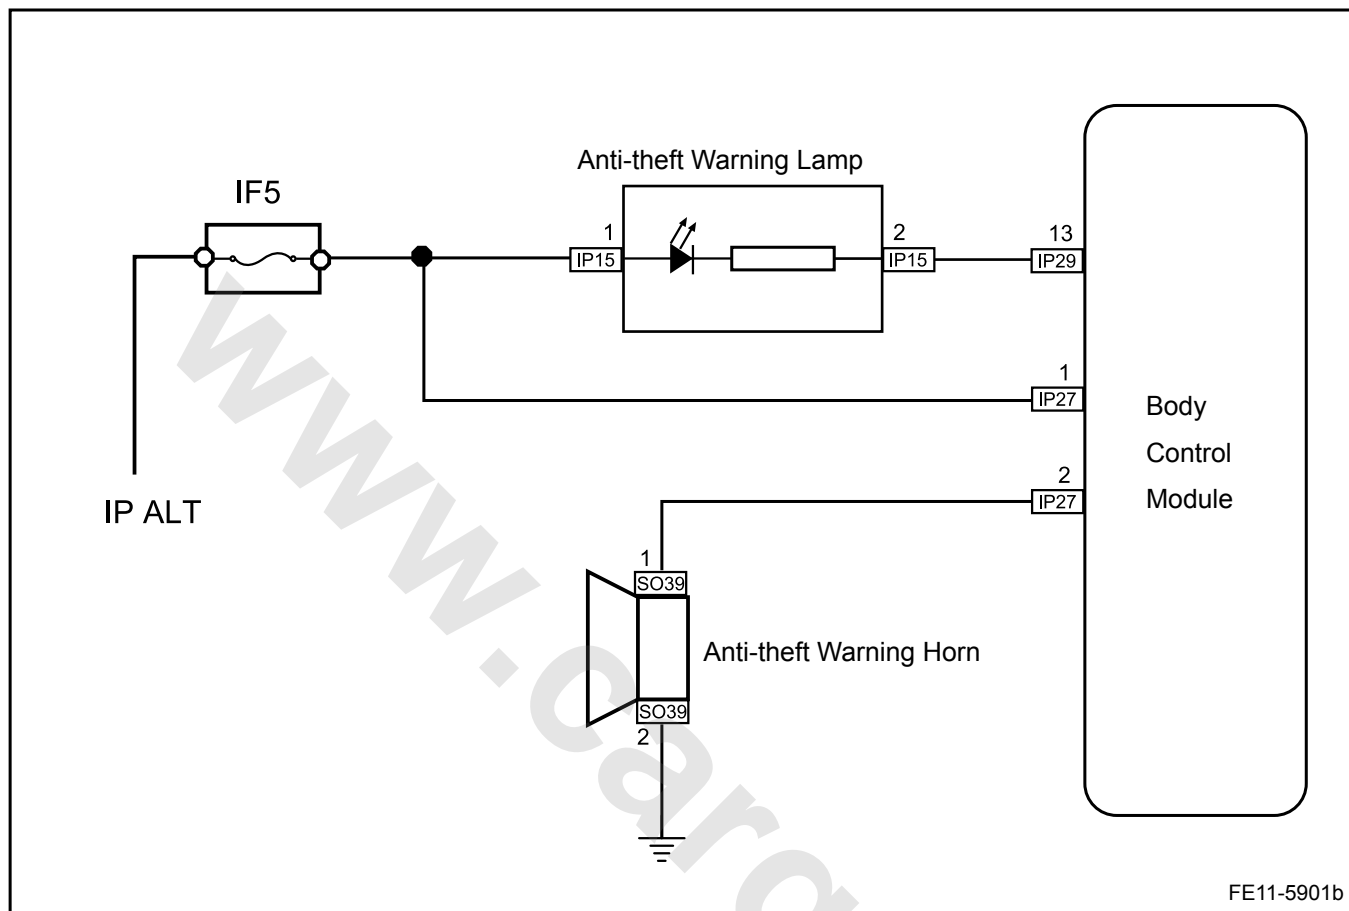 Anti-theft Warning Lamp
IF5
1
IP15
2
IP15
13
IP29
1
IP27
Body
Control
Module
2
IP27
IP ALT
1
SO39
Anti-theft Warning Horn
SO39
2
FE11-5901b